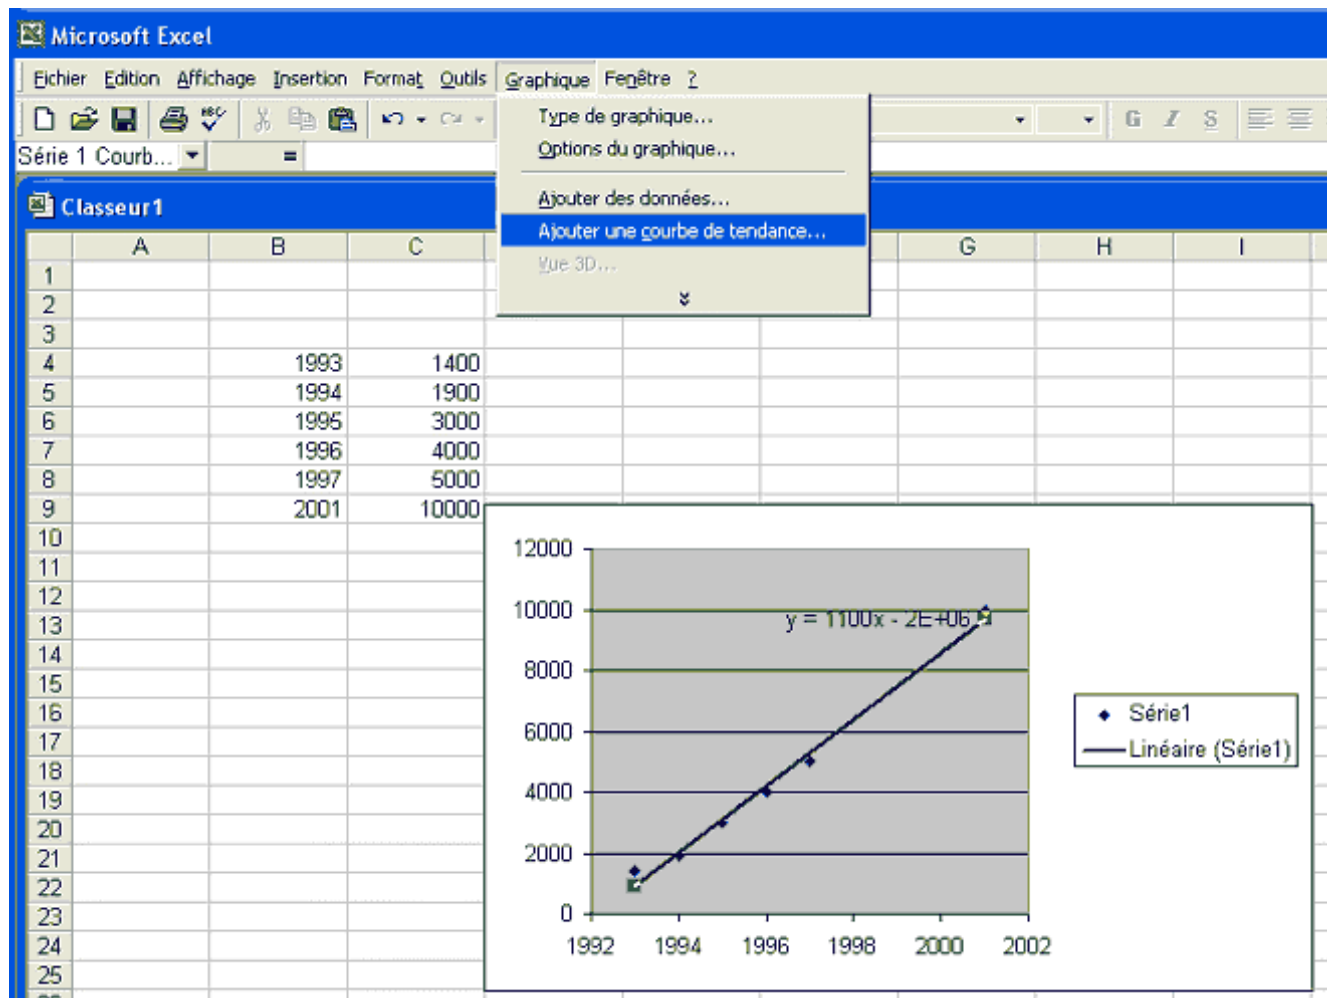 Microsoft Excel
Fichier Edition Affichage Insertion Format Outils Graphique Fenêtre ?
Type de graphique...
Options du graphique...
Ajouter des données...
Ajouter une courbe de tendance...
Vue 3D...
G I S
Série 1 Courb... =
Classeur1
A B C G H I
1
2
3
4 1993 1400
5 1994 1900
6 1995 3000
7 1996 4000
8 1997 5000
9 2001 10000
10
11
12
13
14
15
16
17
18
19
20
21
22
23
24
25
12000
10000
8000
6000
4000
2000
0
1992 1994 1996 1998 2000 2002
y = 1100x - 2E+06
Série1
Linéaire (Série1)